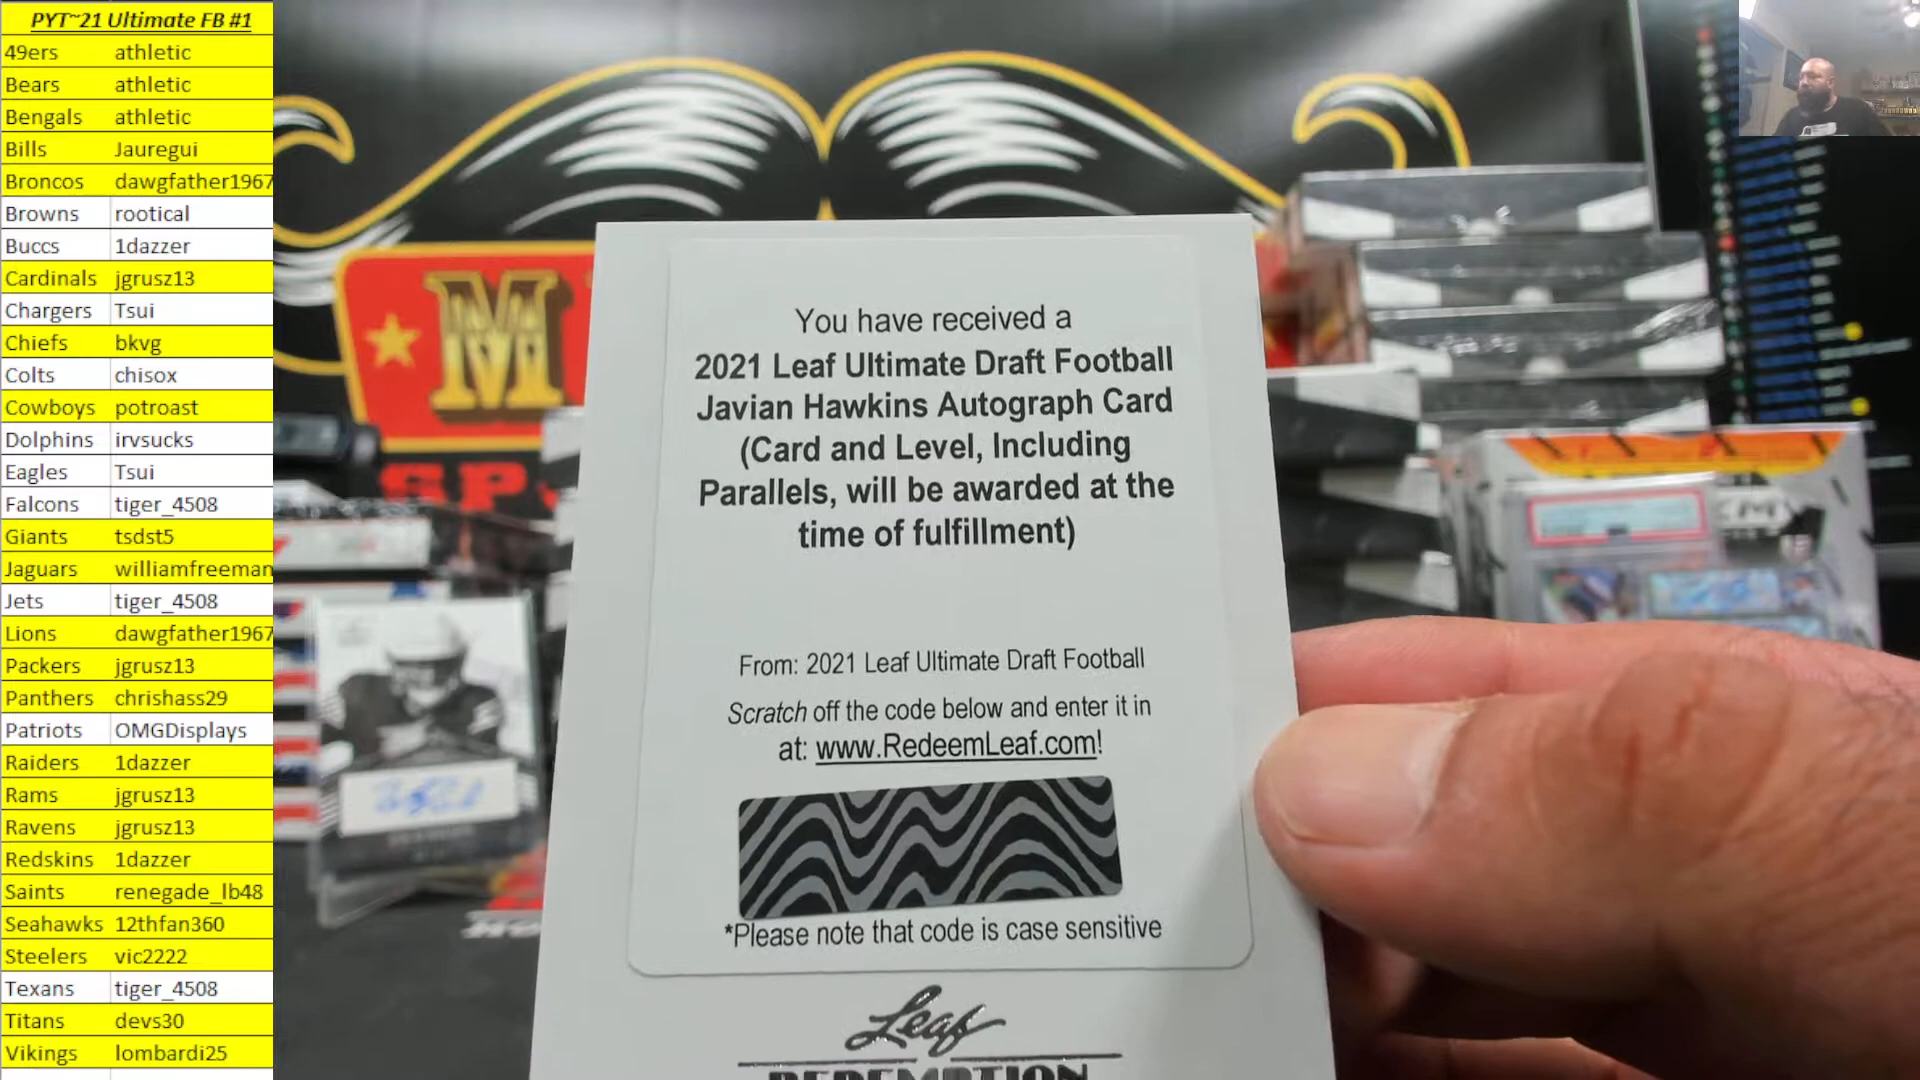 PYT~21 Ultimate FB #1
49ers athletic
Bears athletic
Bengals athletic
Bills Jauregui
Broncos dawgfather1967
Browns rootical
Buccs 1dazzer
Cardinals jgrusz13
Chargers Tsui
Chiefs bkvg
Colts chisox
Cowboys potroast
Dolphins irvsucks
Eagles Tsui
Falcons tiger_4508
Giants tsdst5
Jaguars williamfreeman
Jets tiger_4508
Lions dawgfather1967
Packers jgrusz13
Panthers chrishass29
Patriots OMGDisplays
Raiders 1dazzer
Rams jgrusz13
Ravens jgrusz13
Redskins 1dazzer
Saints renegade_lb48
Seahawks 12thfan360
Steelers vic2222
Texans tiger_4508
Titans devs30
Vikings lombardi25
M
SP
You have received a
2021 Leaf Ultimate Draft Football
Javian Hawkins Autograph Card
(Card and Level, Including
Parallels, will be awarded at the
time of fulfillment)
From: 2021 Leaf Ultimate Draft Football
Scratch off the code below and enter it in
at: www.RedeemLeaf.com!
*Please note that code is case sensitive
Leaf
REDEMPTION